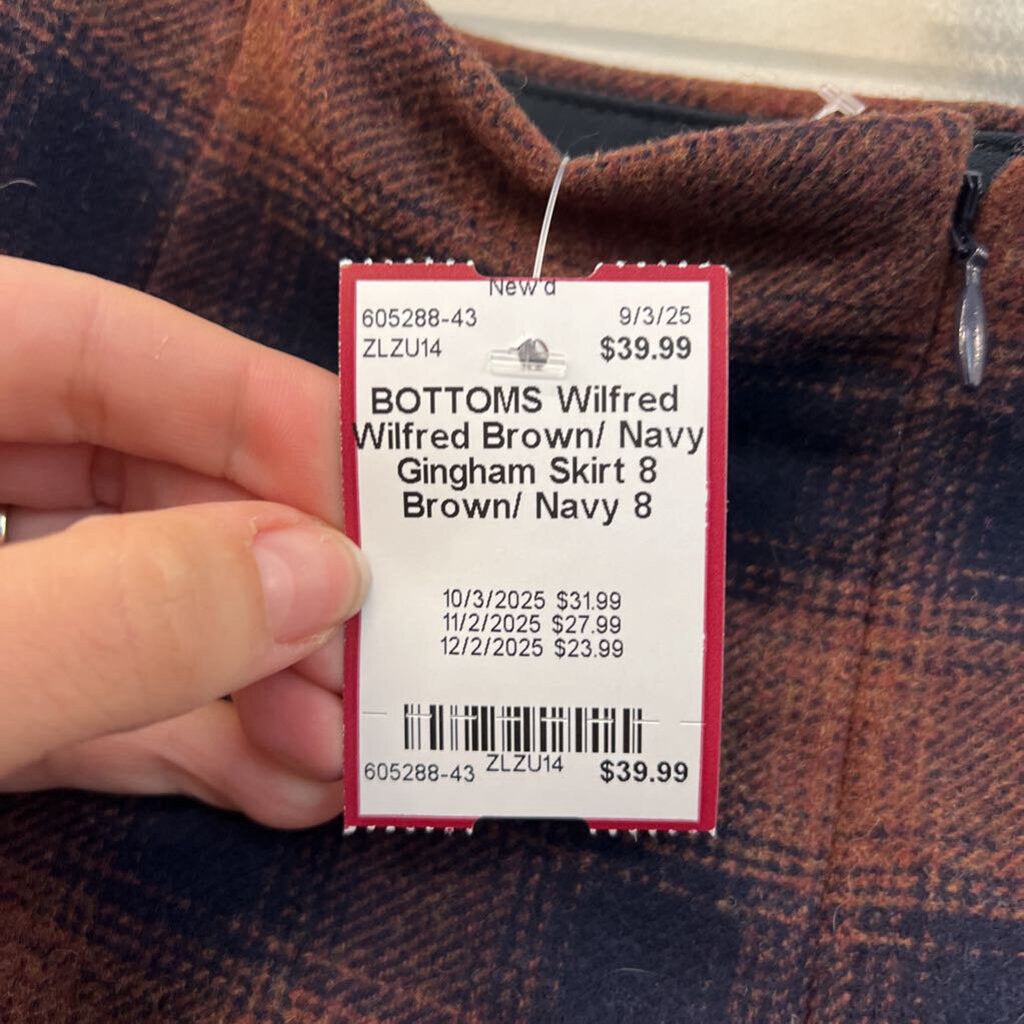 New'd
605288-43 9/3/25
ZLZU14 $39.99
BOTTOMS Wilfred
Wilfred Brown/ Navy
Gingham Skirt 8
Brown/ Navy 8
10/3/2025 $31.99
11/2/2025 $27.99
12/2/2025 $23.99
605288-43 ZLZU14 $39.99